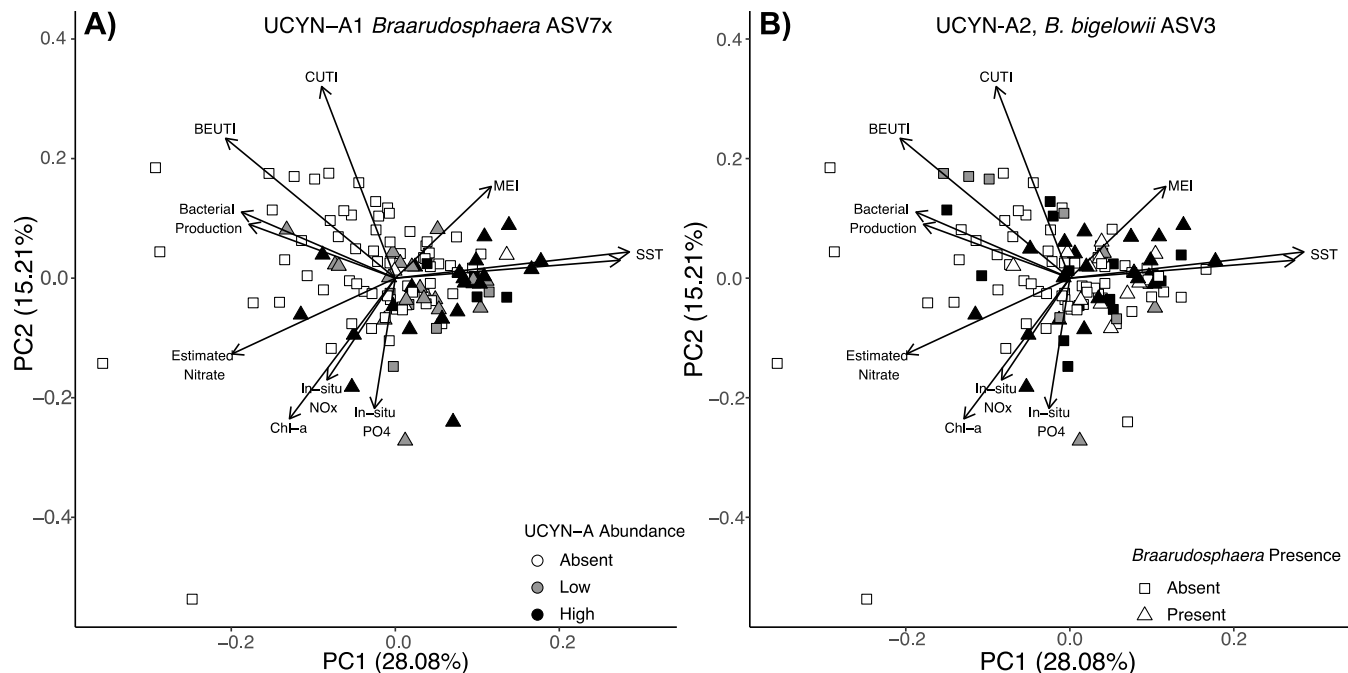 A)
UCYN–A1 Braarudosphaera ASV7x
0.4
0.2
0.0
−0.2
−0.4
PC2 (15.21%)
CUTI
BEUTI
MEI
Bacterial
Production
SST
Estimated
Nitrate
In–situ
NOx
In–situ
PO4
Chl–a
UCYN–A Abundance
Absent
Low
High
−0.2
0.0
0.2
PC1 (28.08%)
B)
UCYN-A2, B. bigelowii ASV3
0.4
0.2
0.0
−0.2
−0.4
PC2 (15.21%)
CUTI
BEUTI
MEI
Bacterial
Production
SST
Estimated
Nitrate
In–situ
NOx
In–situ
PO4
Chl–a
Braarudosphaera Presence
Absent
Present
−0.2
0.0
0.2
PC1 (28.08%)